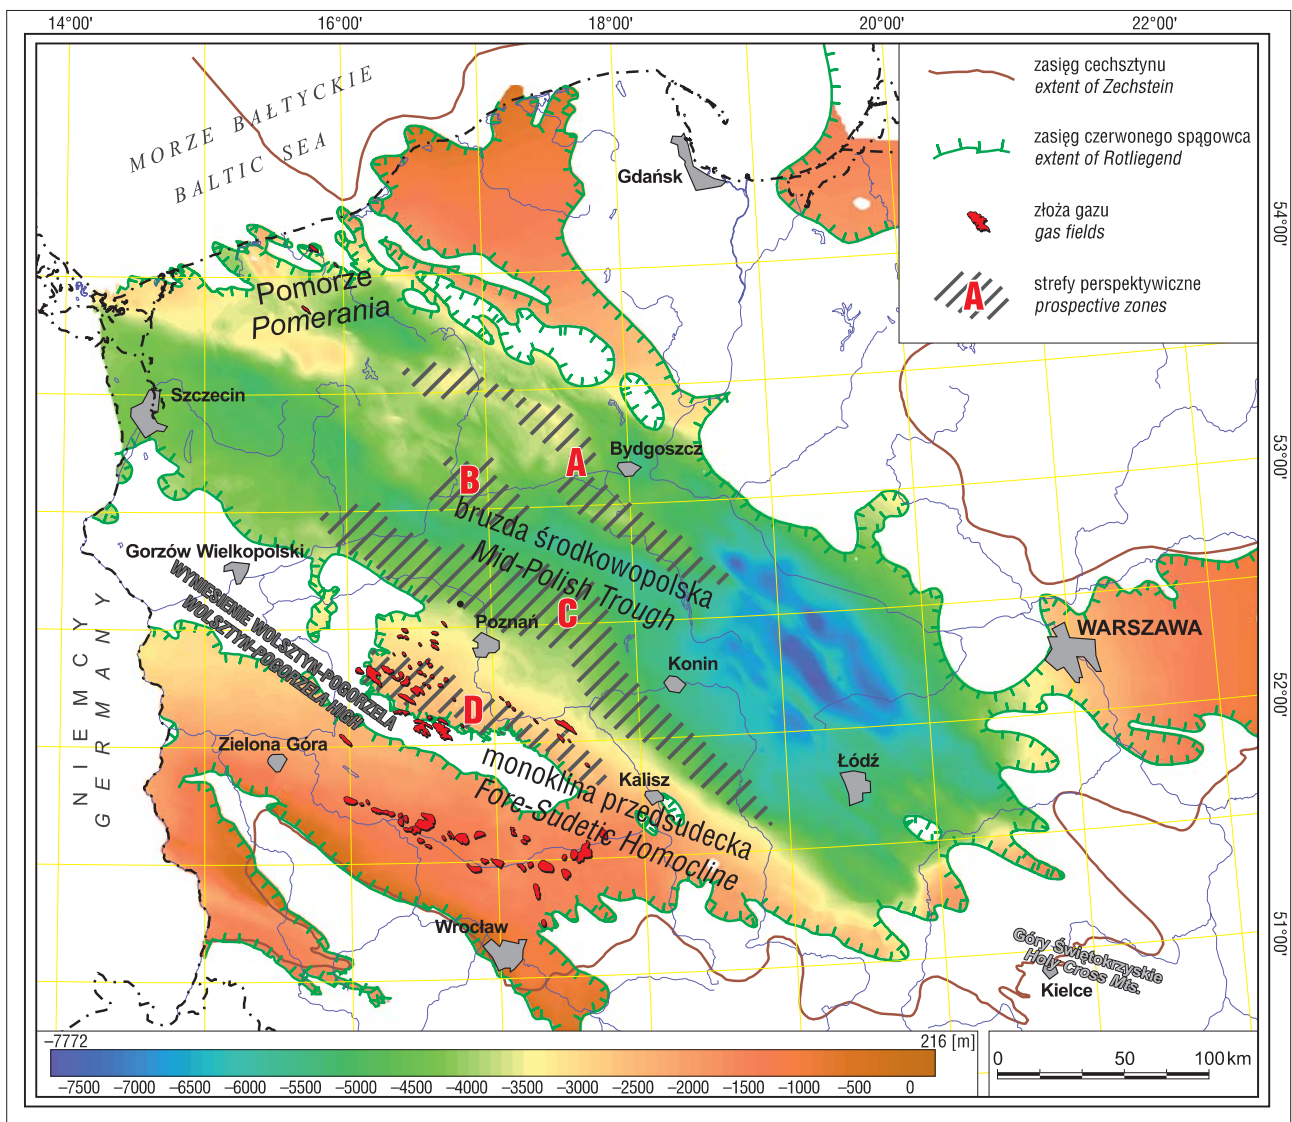 14°00'
16°00'
18°00'
20°00'
22°00'
54°00'
53°00'
52°00'
51°00'
zasięg cechsztynu
extent of Zechstein
zasięg czerwonego spągowca
extent of Rotliegend
złoża gazu
gas fields
A
strefy perspektywiczne
prospective zones
MORZE BAŁTYCKIE
BALTIC SEA
Gdańsk
Pomorze
Pomerania
Szczecin
Bydgoszcz
A
B
bruzda środkowopolska
Mid-Polish Trough
Gorzów Wielkopolski
WYNIESIENIE WOLSZTYN-POGORZELA
WOLSZTYN-POGORZELA HIGH
C
Poznań
WARSZAWA
Konin
NIEMCY
GERMANY
D
Zielona Góra
monoklina przedsudecka
Fore-Sudetic Homocline
Kalisz
Łódź
Wrocław
Góry Świętokrzyskie
Holy Cross Mts.
Kielce
–7772
216 [m]
–7500
–7000
–6500
–6000
–5500
–5000
–4500
–4000
–3500
–3000
–2500
–2000
–1500
–1000
–500
0
0
50
100 km